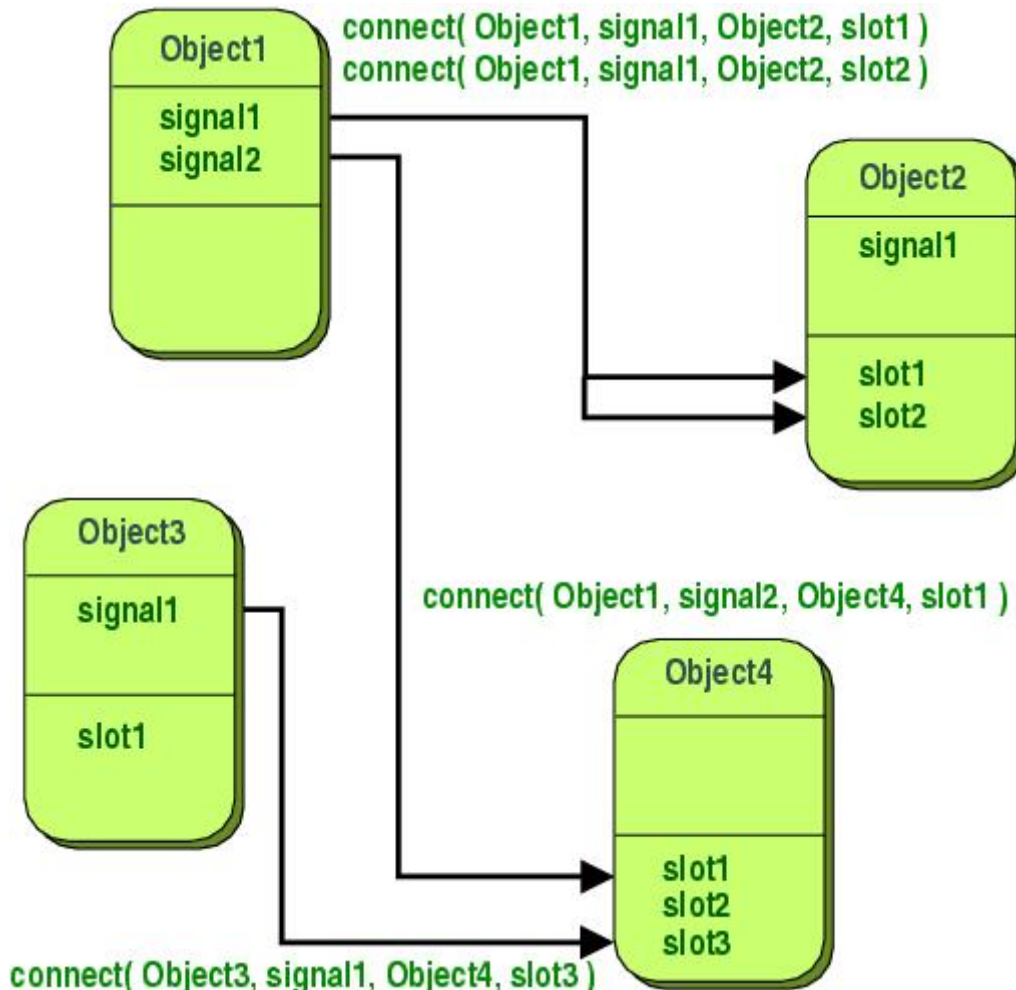 connect( Object1, signal1, Object2, slot1 )
connect( Object1, signal1, Object2, slot2 )
Object1
signal1
signal2
Object2
signal1
slot1
slot2
Object3
signal1
slot1
connect( Object1, signal2, Object4, slot1 )
Object4
slot1
slot2
slot3
connect( Object3, signal1, Object4, slot3 )